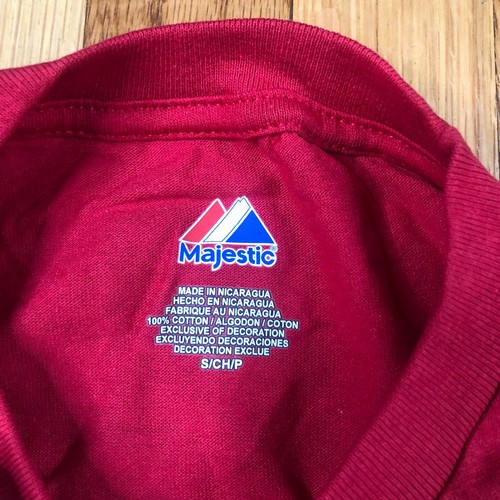 Majestic®
MADE IN NICARAGUA
HECHO EN NICARAGUA
FABRIQUE AU NICARAGUA
100% COTTON / ALGODON / COTON
EXCLUSIVE OF DECORATION
EXCLUYENDO DECORACIONES
DECORATION EXCLUE
S/CH/P